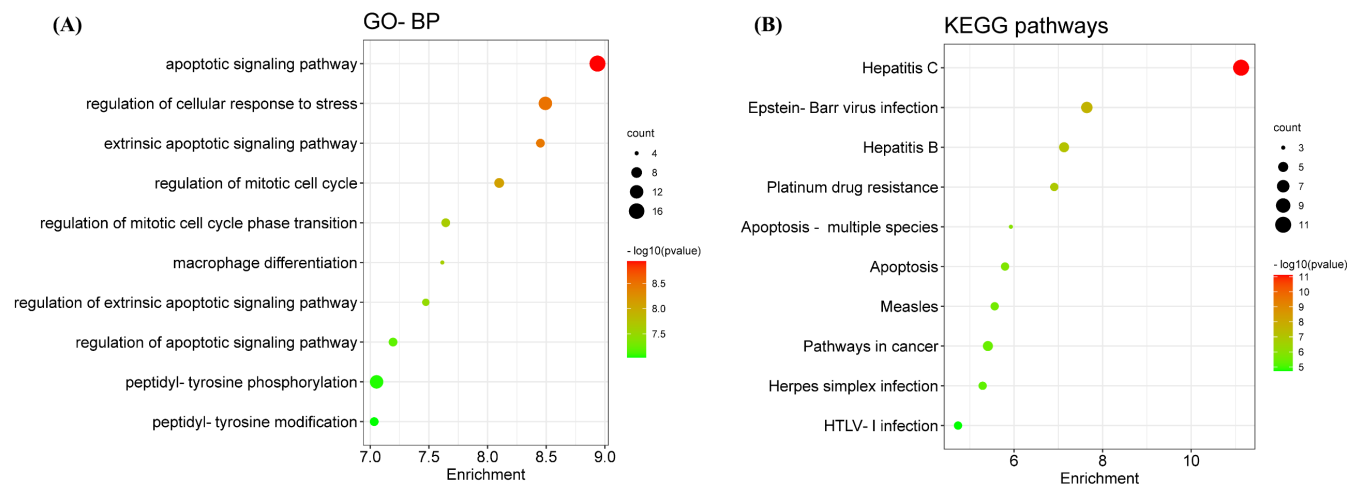 (A)
GO- BP
apoptotic signaling pathway
regulation of cellular response to stress
extrinsic apoptotic signaling pathway
regulation of mitotic cell cycle
regulation of mitotic cell cycle phase transition
macrophage differentiation
regulation of extrinsic apoptotic signaling pathway
regulation of apoptotic signaling pathway
peptidyl- tyrosine phosphorylation
peptidyl- tyrosine modification
7.0 7.5 8.0 8.5 9.0
Enrichment
count
4
8
12
16
- log10(pvalue)
8.5
8.0
7.5
(B)
KEGG pathways
Hepatitis C
Epstein- Barr virus infection
Hepatitis B
Platinum drug resistance
Apoptosis - multiple species
Apoptosis
Measles
Pathways in cancer
Herpes simplex infection
HTLV- I infection
6 8 10
Enrichment
count
3
5
7
9
11
- log10(pvalue)
11
10
9
8
7
6
5